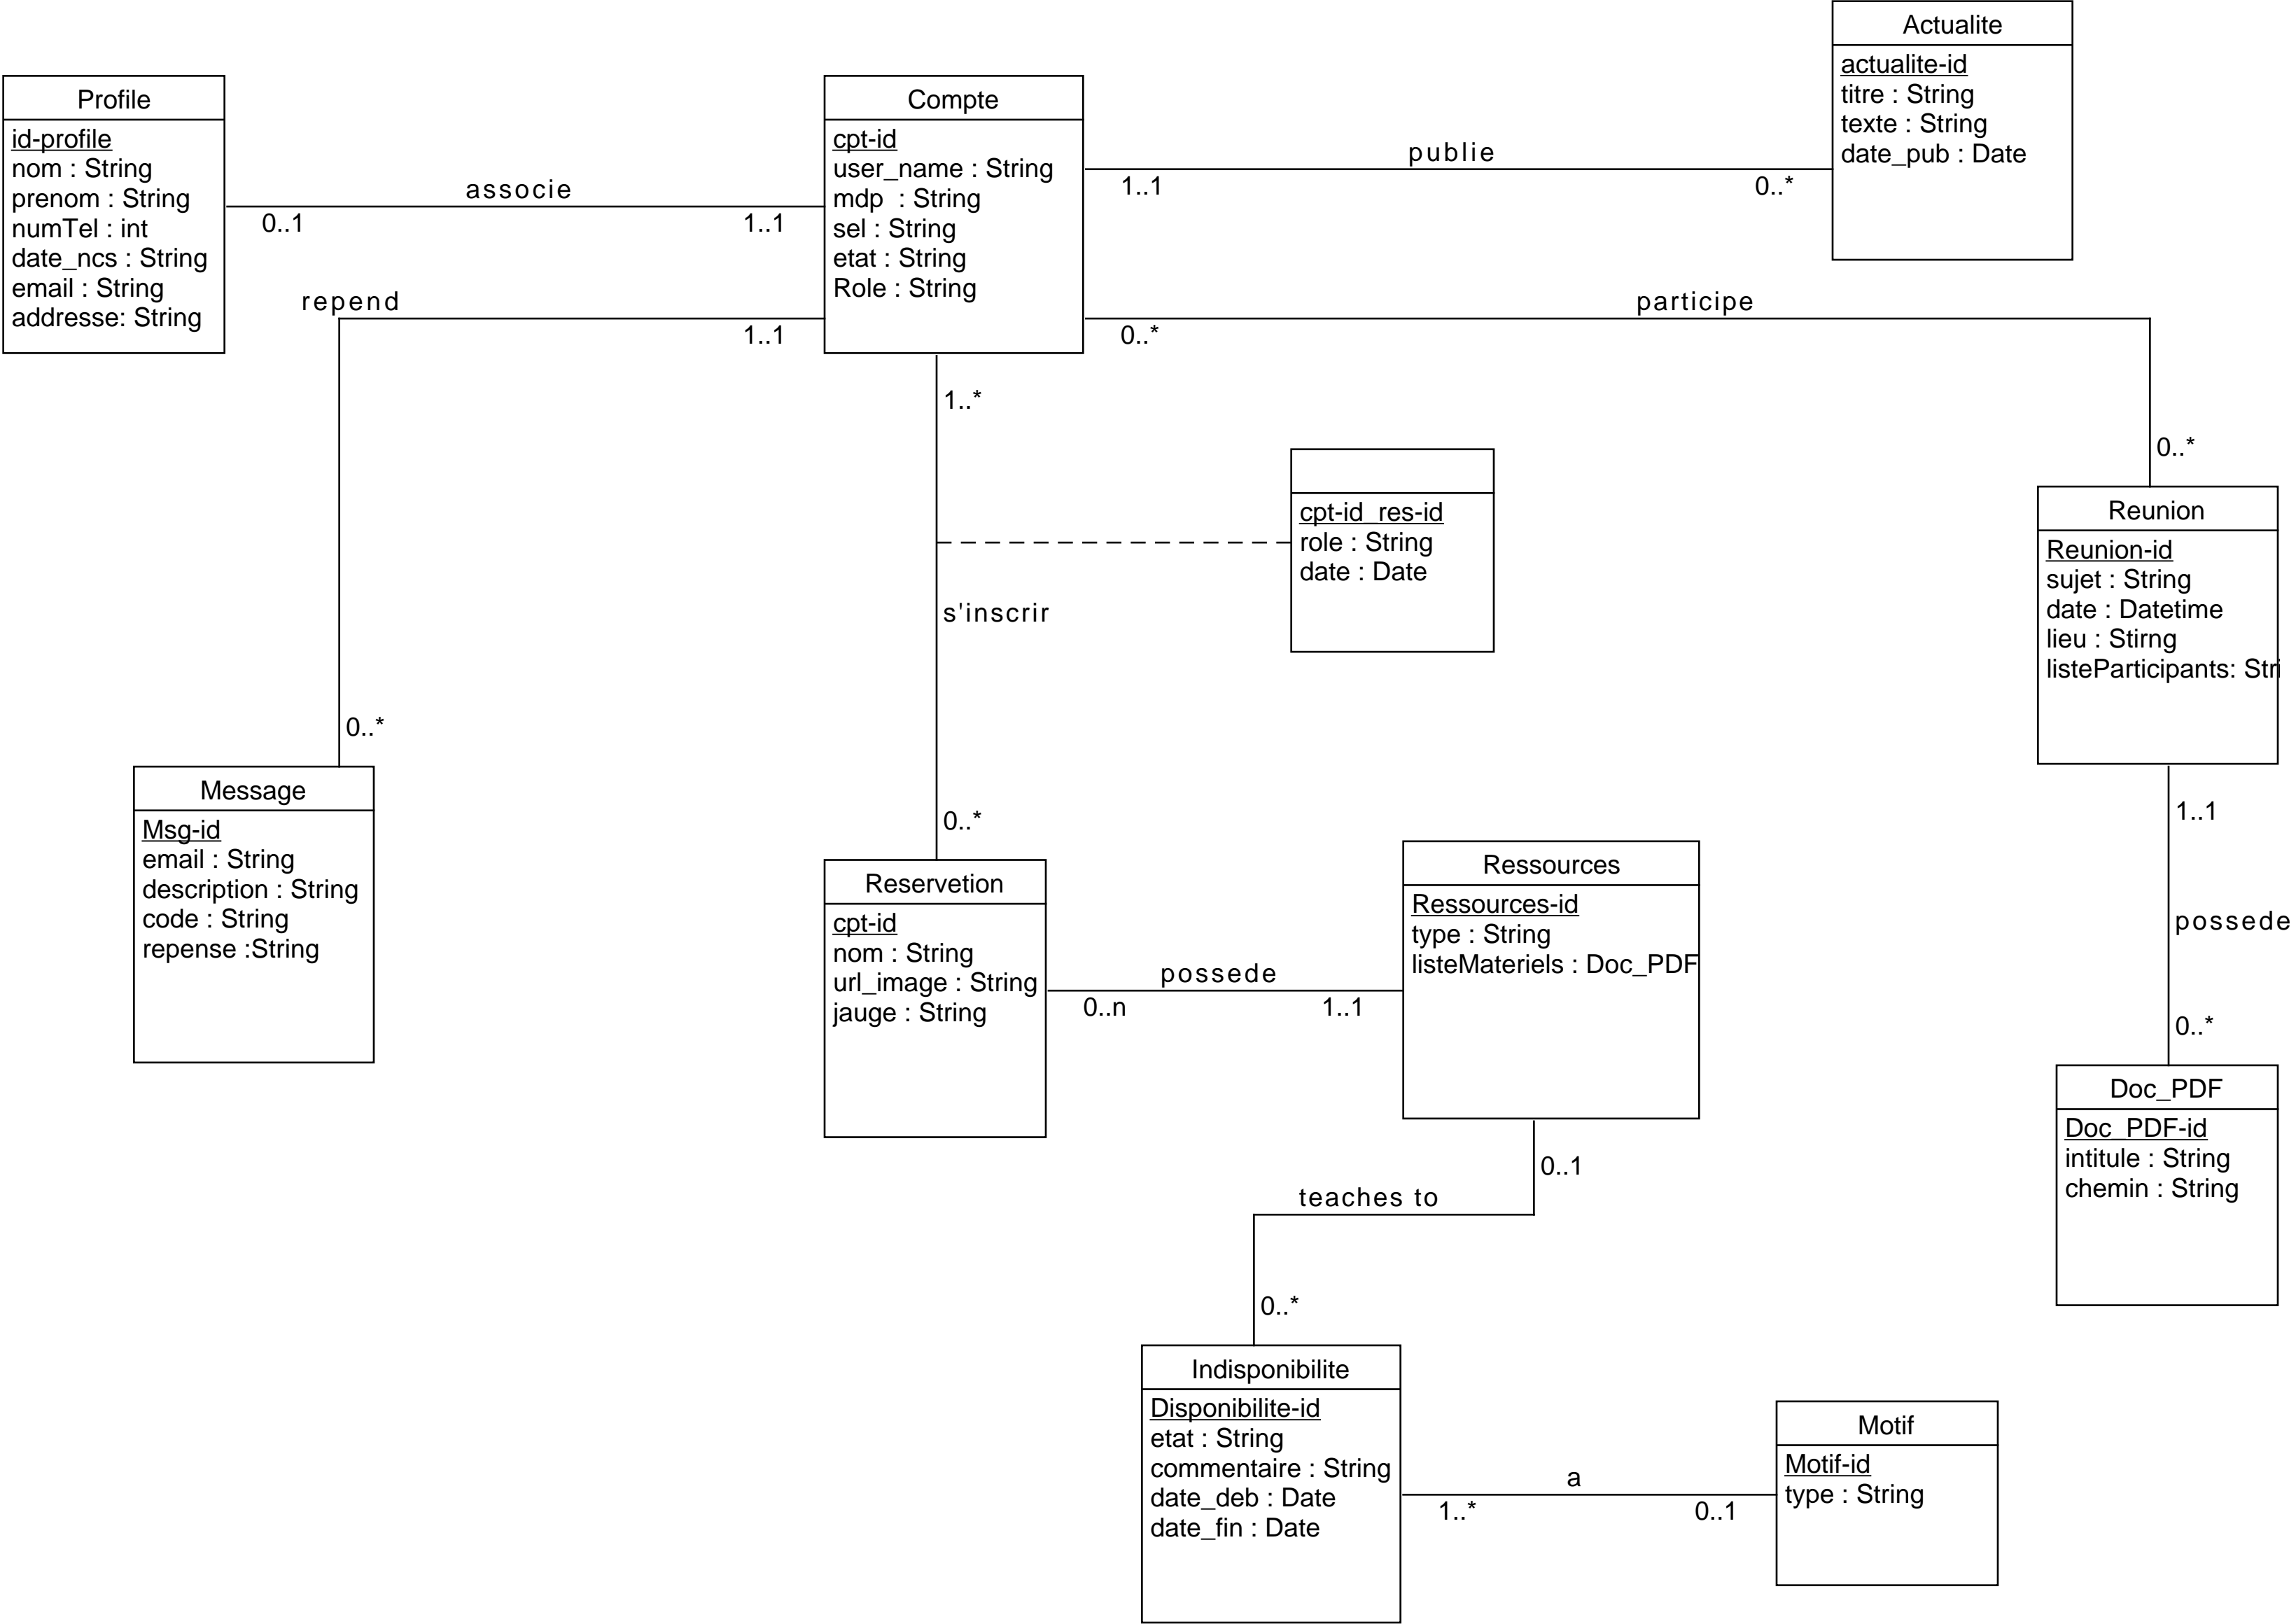 Actualite
actualite-id
titre : String
texte : String
date_pub : Date
Profile
id-profile
nom : String
prenom : String
numTel : int
date_ncs : String
email : String
addresse: String
Compte
cpt-id
user_name : String
mdp  : String
sel : String
etat : String
Role : String
publie
1..1
0..*
associe
0..1
1..1
repend
1..1
0..*
participe
0..*
0..*
1..*
s'inscrir
0..*
cpt-id_res-id
role : String
date : Date
Reunion
Reunion-id
sujet : String
date : Datetime
lieu : Stirng
listeParticipants: Stri
Message
Msg-id
email : String
description : String
code : String
repense :String
Reservetion
cpt-id
nom : String
url_image : String
jauge : String
possede
0..n
1..1
Ressources
Ressources-id
type : String
listeMateriels : Doc_PDF
1..1
possede
0..*
Doc_PDF
Doc_PDF-id
intitule : String
chemin : String
0..1
teaches to
0..*
Indisponibilite
Disponibilite-id
etat : String
commentaire : String
date_deb : Date
date_fin : Date
a
1..*
0..1
Motif
Motif-id
type : String